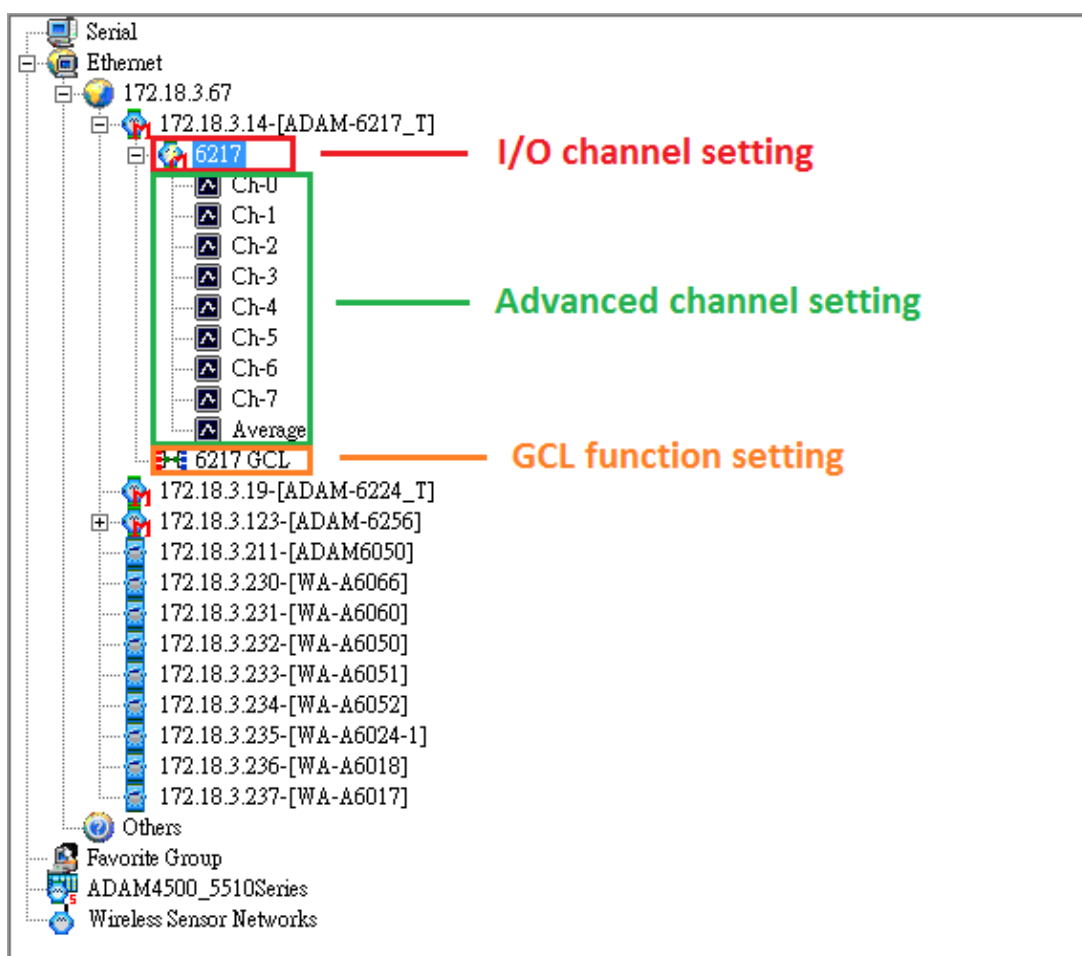 Serial
Ethernet
172.18.3.67
172.18.3.14-[ADAM-6217_T]
6217
I/O channel setting
Ch-0
Ch-1
Ch-2
Ch-3
Ch-4
Advanced channel setting
Ch-5
Ch-6
Ch-7
Average
6217 GCL
GCL function setting
172.18.3.19-[ADAM-6224_T]
172.18.3.123-[ADAM-6256]
172.18.3.211-[ADAM6050]
172.18.3.230-[WA-A6066]
172.18.3.231-[WA-A6060]
172.18.3.232-[WA-A6050]
172.18.3.233-[WA-A6051]
172.18.3.234-[WA-A6052]
172.18.3.235-[WA-A6024-1]
172.18.3.236-[WA-A6018]
172.18.3.237-[WA-A6017]
Others
Favorite Group
ADAM4500_5510Series
Wireless Sensor Networks